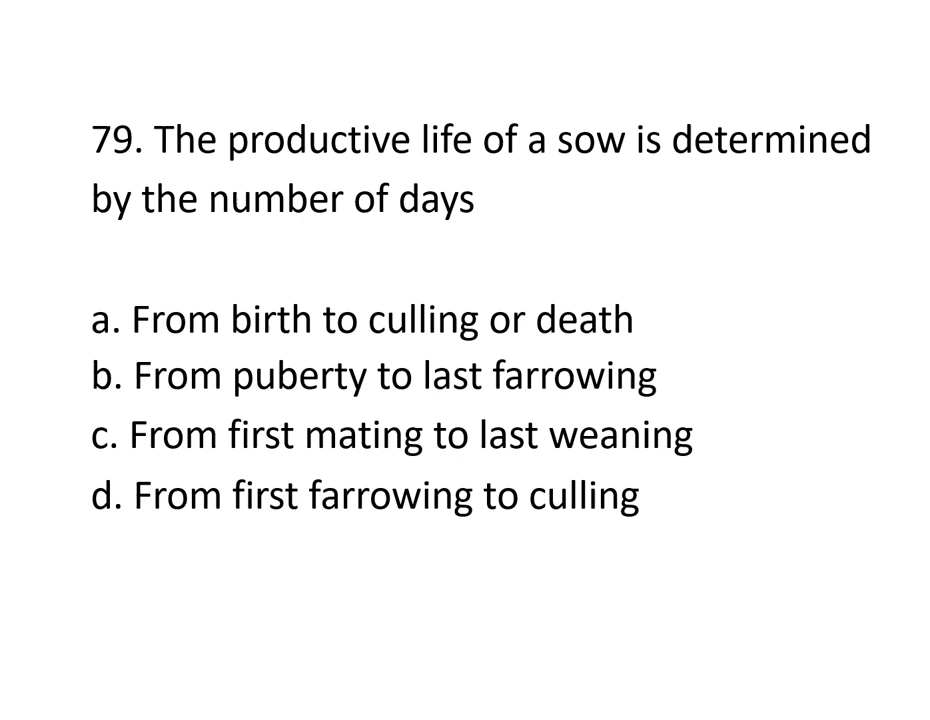 79. The productive life of a sow is determined
by the number of days
a. From birth to culling or death
b. From puberty to last farrowing
c. From first mating to last weaning
d. From first farrowing to culling